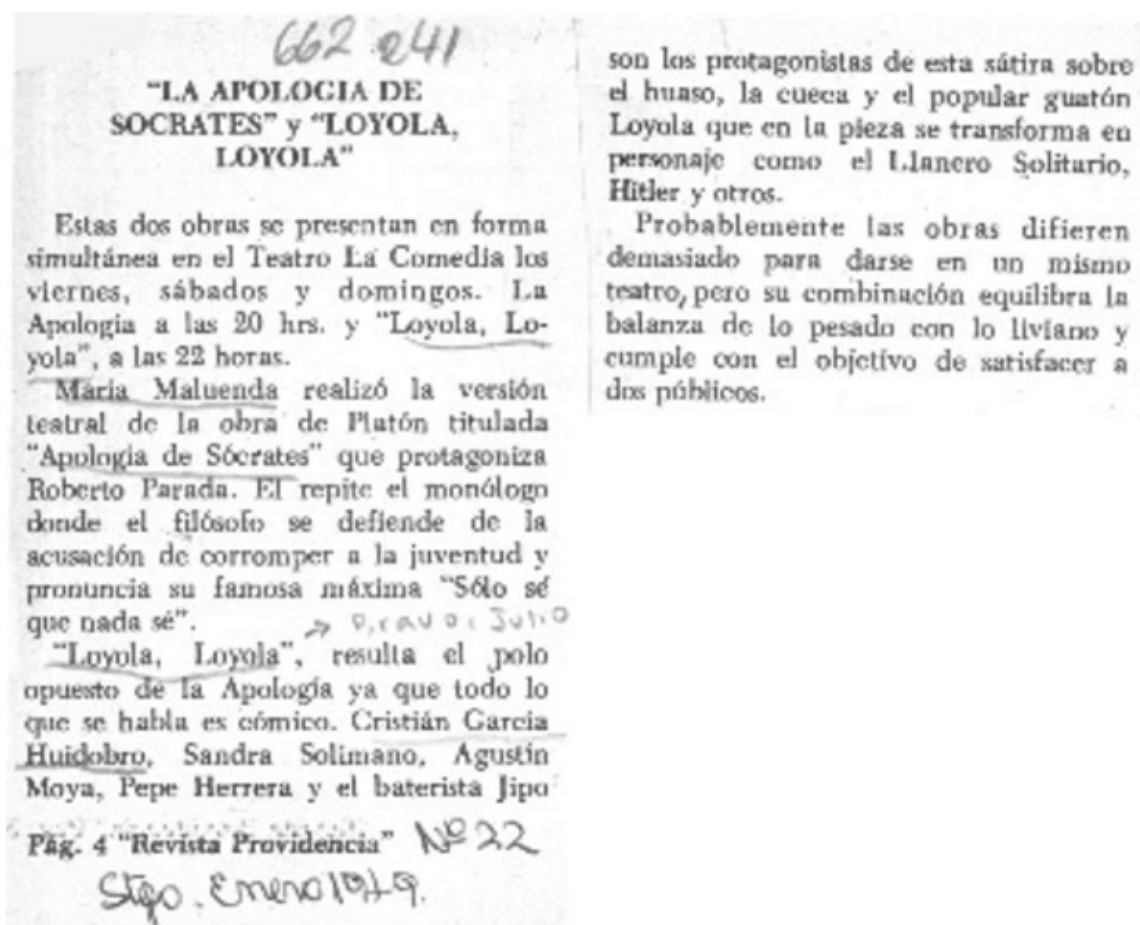 662 241
"LA APOLOGIA DE
SOCRATES" y "LOYOLA,
LOYOLA"
Estas dos obras se presentan en forma
simultánea en el Teatro La Comedia los
viernes, sábados y domingos. La
Apología a las 20 hrs. y "Loyola, Lo-
yola", a las 22 horas.
María Maluenda realizó la versión
teatral de la obra de Platón titulada
"Apología de Sócrates" que protagoniza
Roberto Parada. El repite el monólogo
donde el filósofo se defiende de la
acusación de corromper a la juventud y
pronuncia su famosa máxima "Sólo sé
que nada sé".
"Loyola, Loyola", resulta el polo
opuesto de la Apología ya que todo lo
que se habla es cómico. Cristián García
Huidobro, Sandra Solimano, Agustín
Moya, Pepe Herrera y el baterista Jipo
Pág. 4 "Revista Providencia" Nº 22
Stgo. Enero
son los protagonistas de esta sátira sobre
el huaso, la cueca y el popular guatón
Loyola que en la pieza se transforma en
personaje como el Llanero Solitario,
Hitler y otros.
Probablemente las obras difieren
demasiado para darse en un mismo
teatro, pero su combinación equilibra la
balanza de lo pesado con lo liviano y
cumple con el objetivo de satisfacer a
dos públicos.